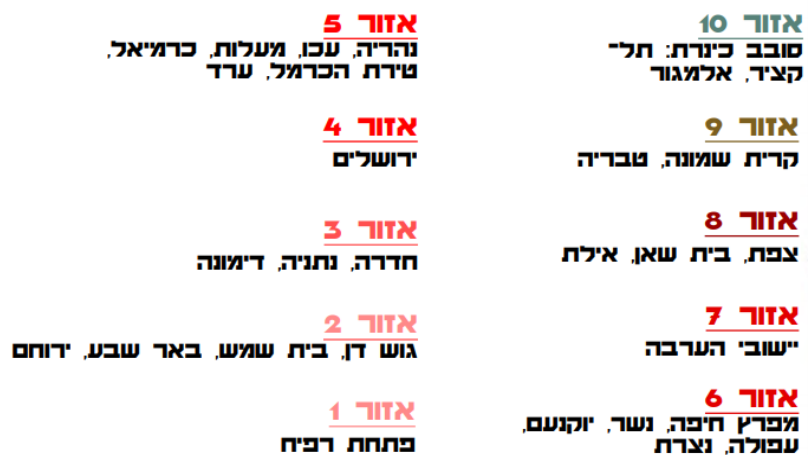 אזור 10
סובב כינרת: תל־
קציר, אלמגור
אזור 9
קרית שמונה, טבריה
אזור 8
צפת, בית שאן, אילת
אזור 7
יישובי הערבה
אזור 6
מפרץ חיפה, נשר, יוקנעם,
עפולה, נצרת
אזור 5
נהריה, עכו, מעלות, כרמיאל,
טירת הכרמל, ערד
אזור 4
ירושלים
אזור 3
חדרה, נתניה, דימונה
אזור 2
גוש דן, בית שמש, באר שבע, ירוחם
אזור 1
פתחת רפיח